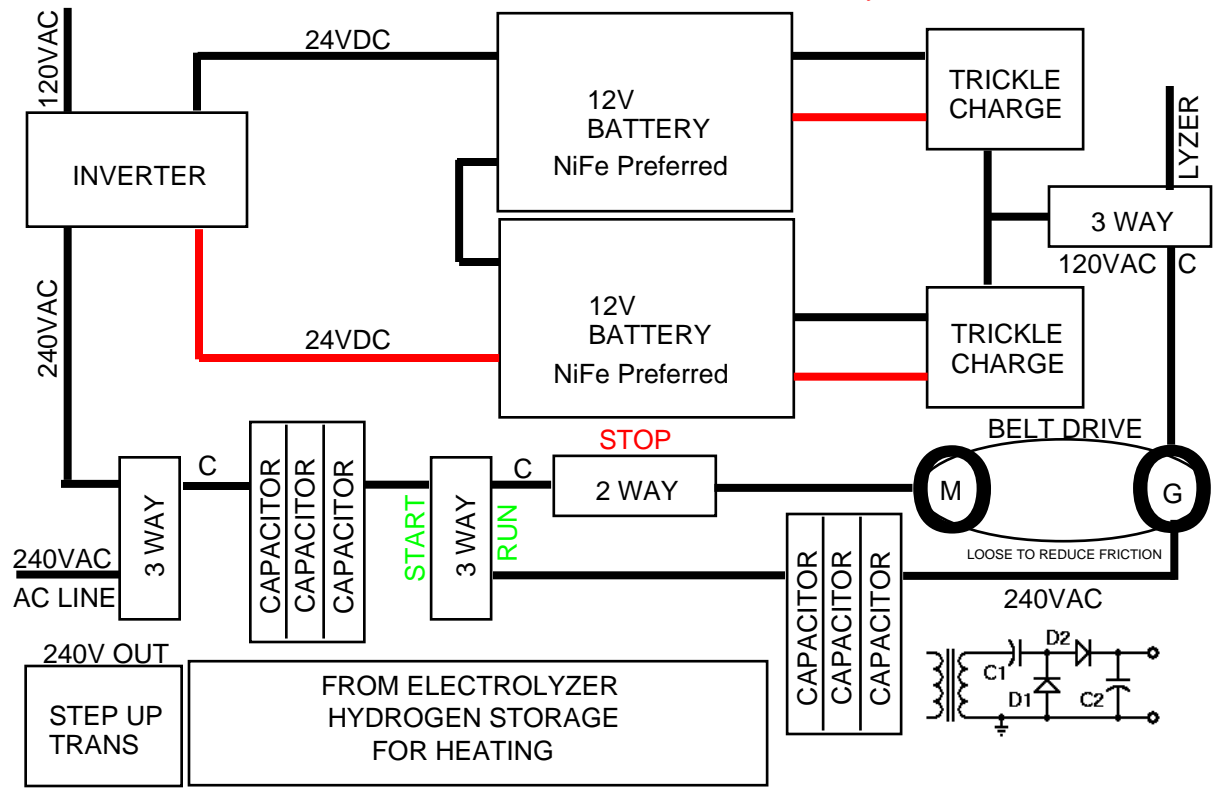 120VAC
24VDC
12V
BATTERY
NiFe Preferred
TRICKLE
CHARGE
LYZER
INVERTER
3 WAY
120VAC
C
240VAC
24VDC
12V
BATTERY
NiFe Preferred
TRICKLE
CHARGE
STOP
BELT DRIVE
3 WAY
C
CAPACITOR
CAPACITOR
CAPACITOR
START
3 WAY
RUN
C
2 WAY
M
G
LOOSE TO REDUCE FRICTION
240VAC
AC LINE
CAPACITOR
CAPACITOR
CAPACITOR
240VAC
240V OUT
STEP UP
TRANS
FROM ELECTROLYZER
HYDROGEN STORAGE
FOR HEATING
C1
D2
D1
C2